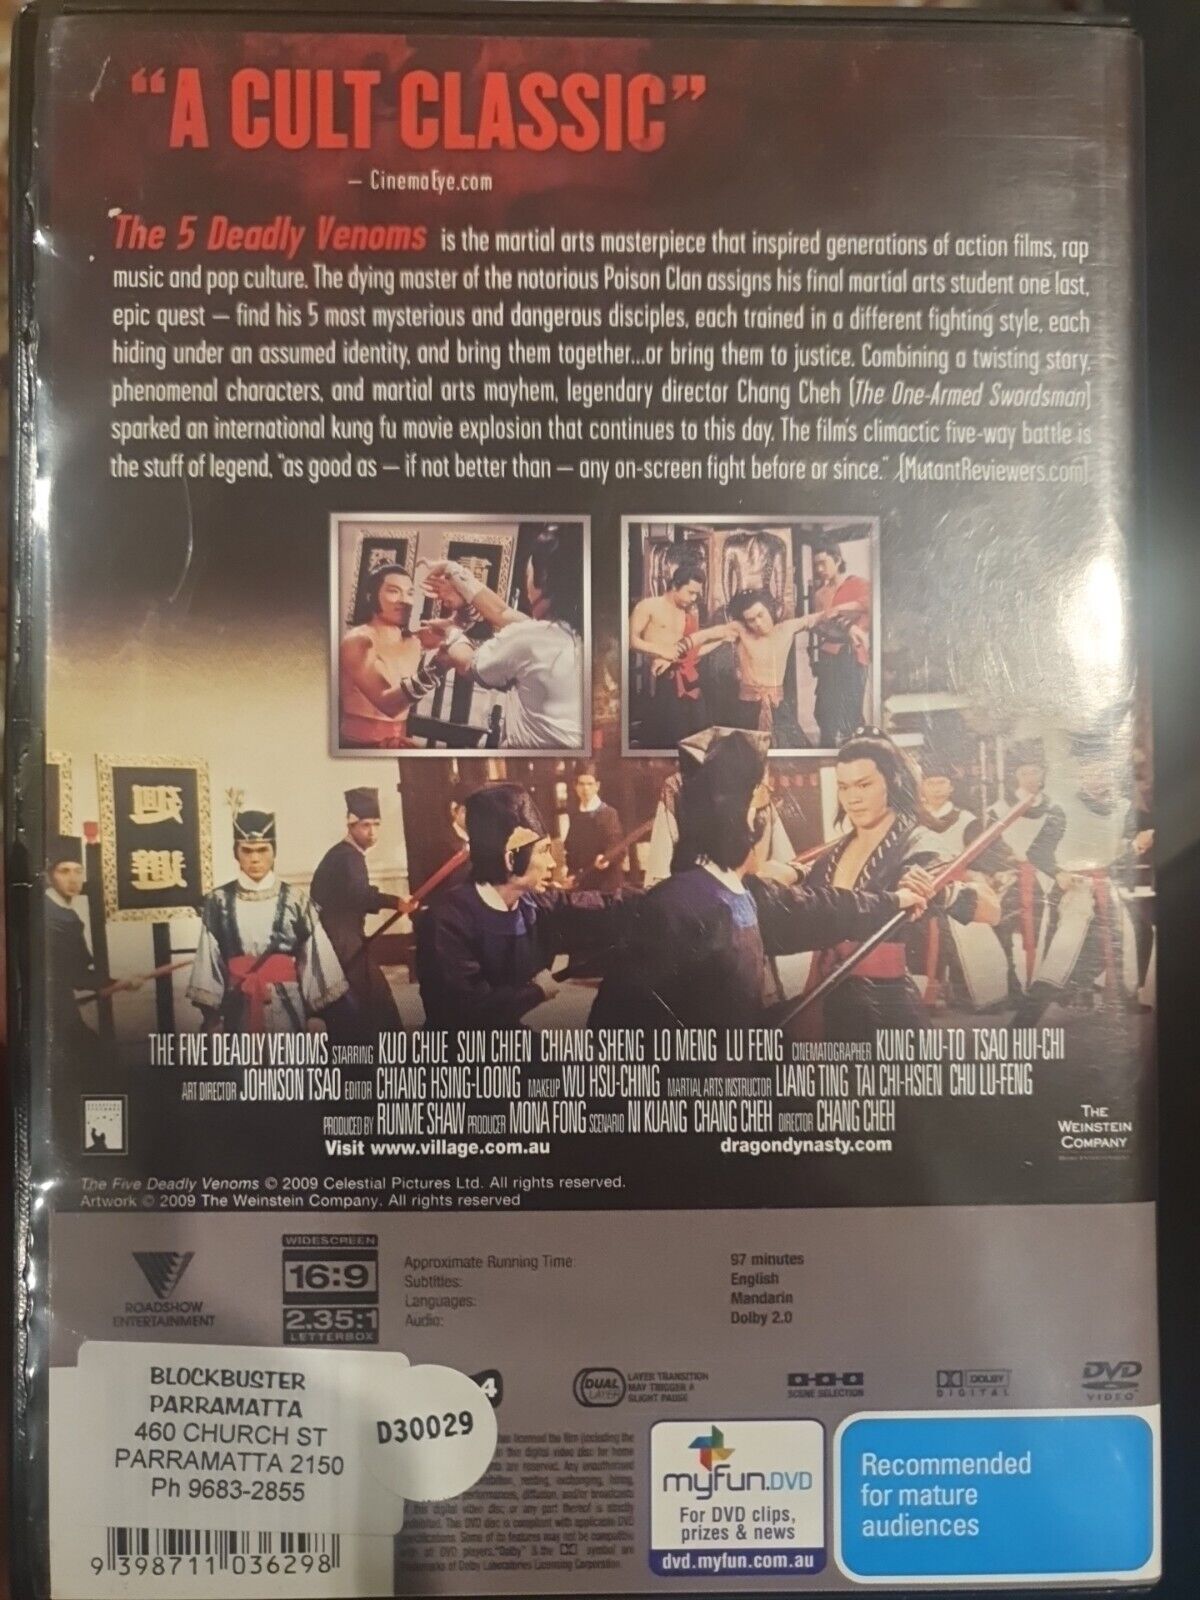 “A CULT CLASSIC”
— CinemaEye.com
The 5 Deadly Venoms is the martial arts masterpiece that inspired generations of action films, rap
music and pop culture. The dying master of the notorious Poison Clan assigns his final martial arts student one last,
epic quest — find his 5 most mysterious and dangerous disciples, each trained in a different fighting style, each
hiding under an assumed identity, and bring them together...or bring them to justice. Combining a twisting story,
phenomenal characters, and martial arts mayhem, legendary director Chang Cheh (The One-Armed Swordsman)
sparked an international kung fu movie explosion that continues to this day. The film's climactic five-way battle is
the stuff of legend, "as good as — if not better than — any on-screen fight before or since." (MutantReviewers.com)
THE FIVE DEADLY VENOMS STARRING KUO CHUE SUN CHIEN CHIANG SHENG LO MENG LU FENG CINEMATOGRAPHER KUNG MU-TO TSAO HUI-CHI
ART DIRECTOR JOHNSON TSAO EDITOR CHIANG HSING-LOONG MAKEUP WU HSU-CHING MARTIAL ARTS INSTRUCTOR LIANG TING TAI CHI-HSIEN CHU LU-FENG
PRODUCED BY RUNME SHAW PRODUCER MONA FONG SCENARIO NI KUANG CHANG CHEH DIRECTOR CHANG CHEH
Visit www.village.com.au dragondynasty.com
THE
WEINSTEIN
COMPANY
The Five Deadly Venoms © 2009 Celestial Pictures Ltd. All rights reserved.
Artwork © 2009 The Weinstein Company. All rights reserved
ROADSHOW
ENTERTAINMENT
WIDESCREEN
16:9
2.35:1
LETTERBOX
Approximate Running Time: 97 minutes
Subtitles: English
Languages: Mandarin
Audio: Dolby 2.0
4
DUAL
LAYER
LAYER TRANSITION
MAY TRIGGER A
SLIGHT PAUSE
SCENE SELECTION
DOLBY
DIGITAL
DVD
VIDEO
BLOCKBUSTER
PARRAMATTA
460 CHURCH ST
PARRAMATTA 2150
Ph 9683-2855
D30029
9 398711 036298
myfun.DVD
For DVD clips,
prizes & news
dvd.myfun.com.au
Recommended
for mature
audiences